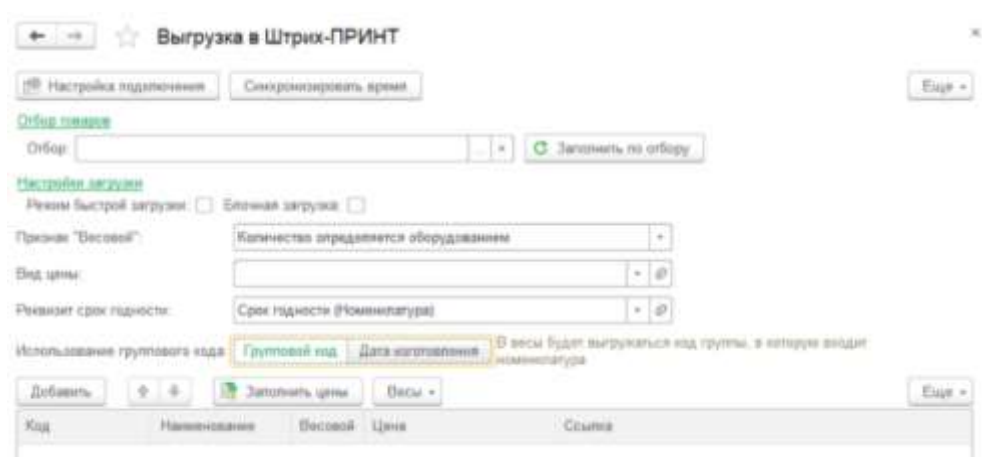 Выгрузка в Штрих-ПРИНТ
Настройка подключения Синхронизировать время Еще
Отбор товаров
Отбор: Заполнить по отбору
Настройки загрузки
Режим быстрой загрузки: Блочная загрузка:
Признак "Весовой": Количество определяется оборудованием
Вид цены:
Реквизит срок годности: Срок годности (Номенклатура)
Использование группового кода: Групповой код Дата изготовления В весы будет выгружаться код группы, в которую входит
номенклатура
Добавить Заполнить цены Весы Еще
Код Наименование Весовой Цена Ссылка